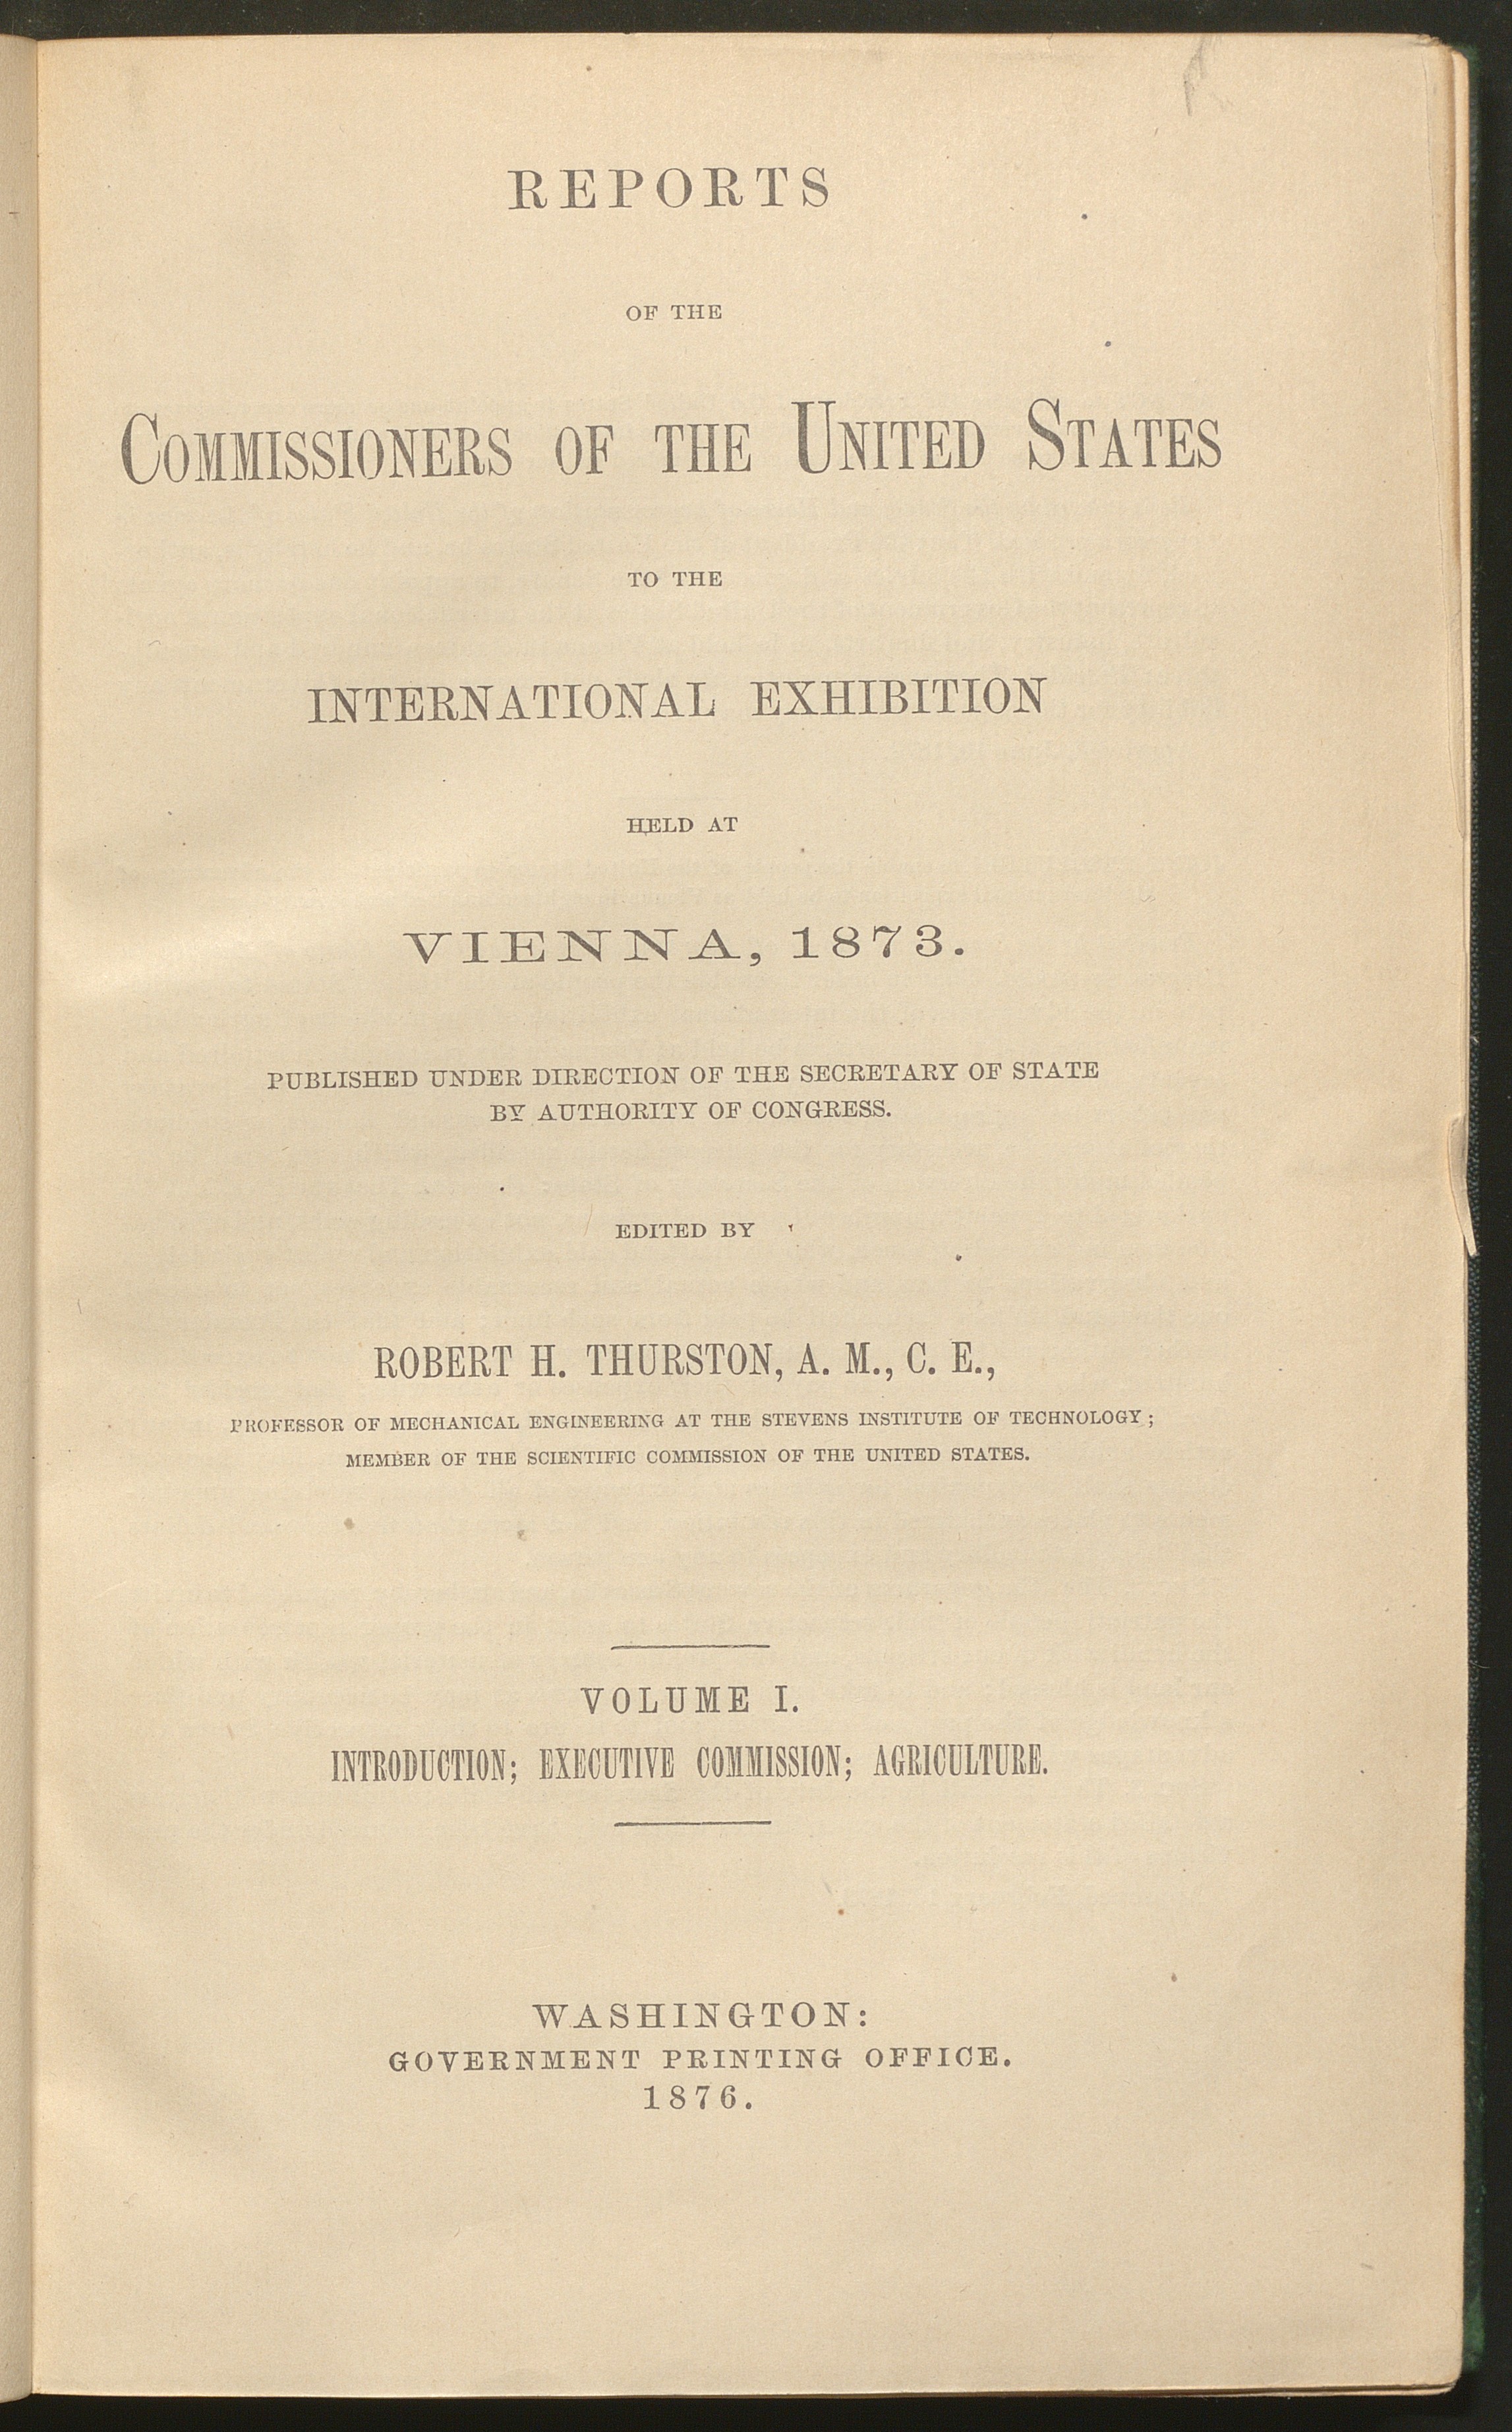 REPORTS
OF THE
COMMISSIONERS OF THE UNITED STATES
TO THE
INTERNATIONAL EXHIBITION
HELD AT
VIENNA, 1873.
PUBLISHED UNDER DIRECTION OF THE SECRETARY OF STATE
BY AUTHORITY OF CONGRESS.
EDITED BY
ROBERT H. THURSTON, A. M., C. E.,
PROFESSOR OF MECHANICAL ENGINEERING AT THE STEVENS INSTITUTE OF TECHNOLOGY;
MEMBER OF THE SCIENTIFIC COMMISSION OF THE UNITED STATES.
VOLUME I.
INTRODUCTION; EXECUTIVE COMMISSION; AGRICULTURE.
WASHINGTON:
GOVERNMENT PRINTING OFFICE.
1876.